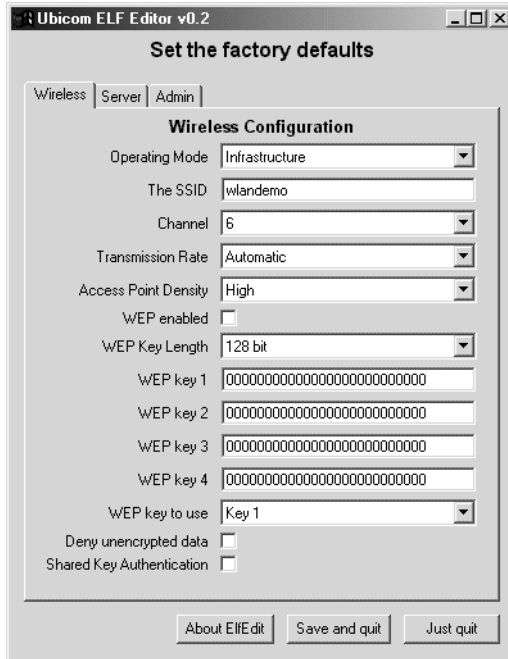 Ubicom ELF Editor v0.2
Set the factory defaults
Wireless Server Admin
Wireless Configuration
Operating Mode Infrastructure
The SSID wlandemo
Channel 6
Transmission Rate Automatic
Access Point Density High
WEP enabled
WEP Key Length 128 bit
WEP key 1 00000000000000000000000000
WEP key 2 00000000000000000000000000
WEP key 3 00000000000000000000000000
WEP key 4 00000000000000000000000000
WEP key to use Key 1
Deny unencrypted data
Shared Key Authentication
About ElfEdit Save and quit Just quit